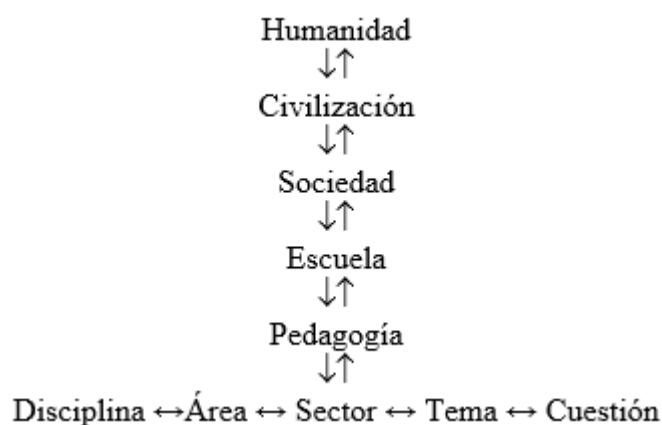 Humanidad
↓↑
Civilización
↓↑
Sociedad
↓↑
Escuela
↓↑
Pedagogía
↓↑
Disciplina ↔Área ↔ Sector ↔ Tema ↔ Cuestión